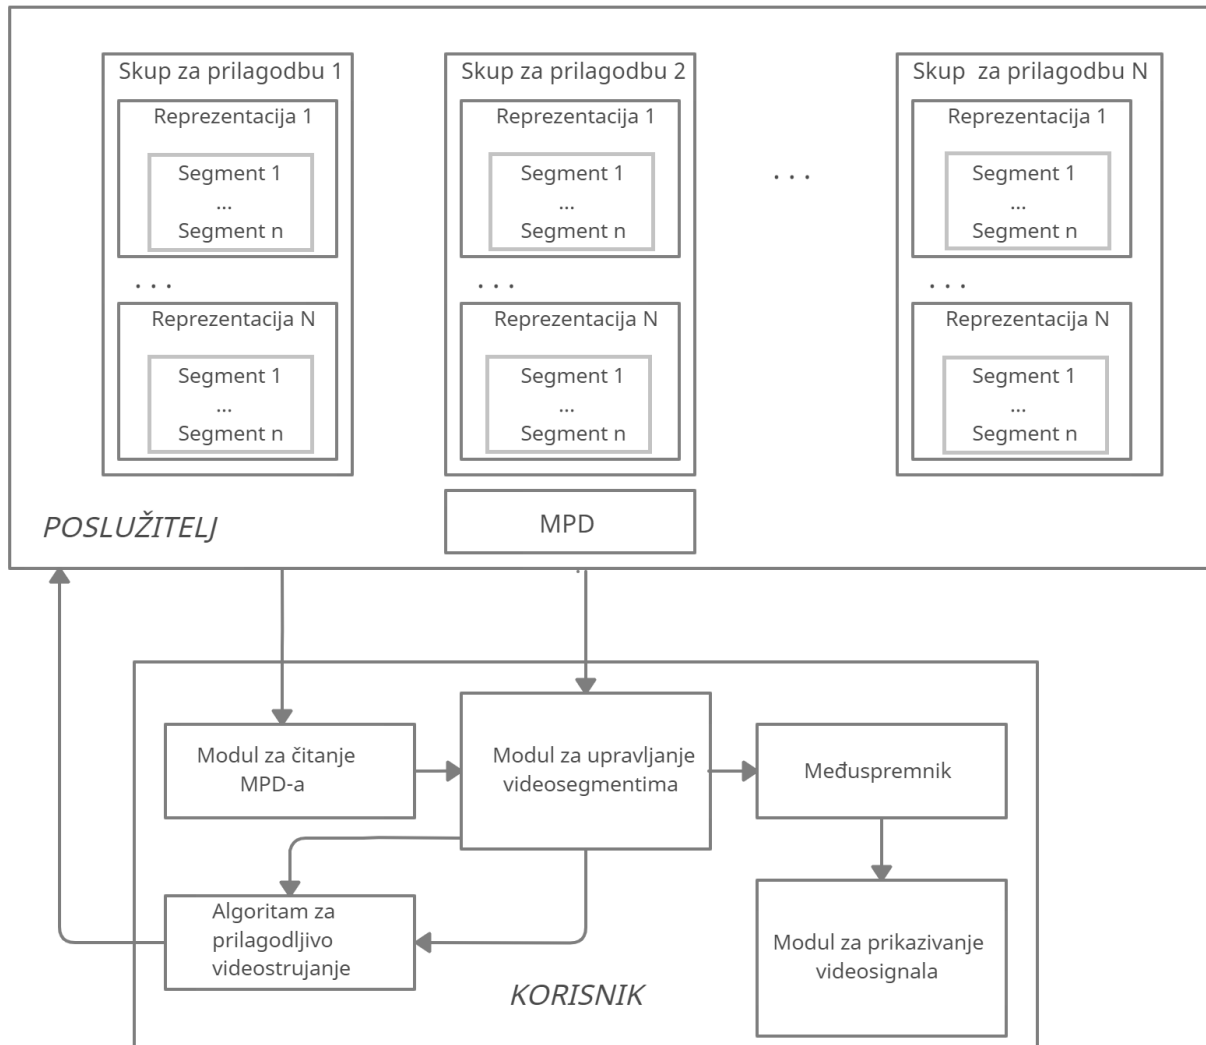 Skup za prilagodbu 1
Reprezentacija 1
Segment 1
...
Segment n
. . .
Reprezentacija N
Segment 1
...
Segment n
Skup za prilagodbu 2
Reprezentacija 1
Segment 1
...
Segment n
. . .
Reprezentacija N
Segment 1
...
Segment n
. . .
Skup za prilagodbu N
Reprezentacija 1
Segment 1
...
Segment n
. . .
Reprezentacija N
Segment 1
...
Segment n
POSLUŽITELJ
MPD
Modul za čitanje
MPD-a
Modul za upravljanje
videosegmentima
Međuspremnik
Algoritam za
prilagodljivo
videostrujanje
Modul za prikazivanje
videosignala
KORISNIK